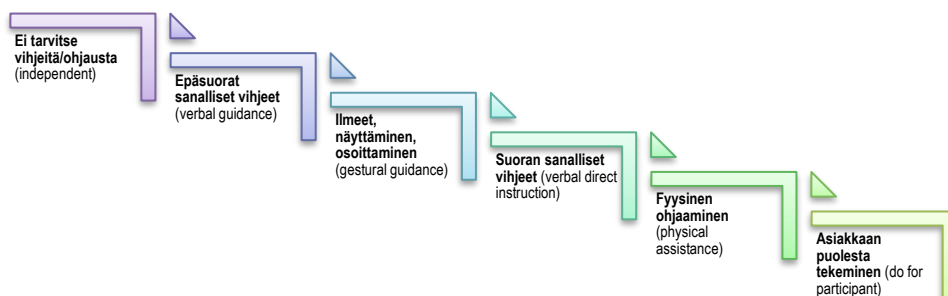 Ei tarvitse
vihjeitä/ohjausta
(independent)
Epäsuorat
sanalliset vihjeet
(verbal guidance)
Ilmeet,
näyttäminen,
osoittaminen
(gestural guidance)
Suoran sanalliset
vihjeet (verbal direct
instruction)
Fyysinen
ohjaaminen
(physical
assistance)
Asiakkaan
puolesta
tekeminen (do for
participant)